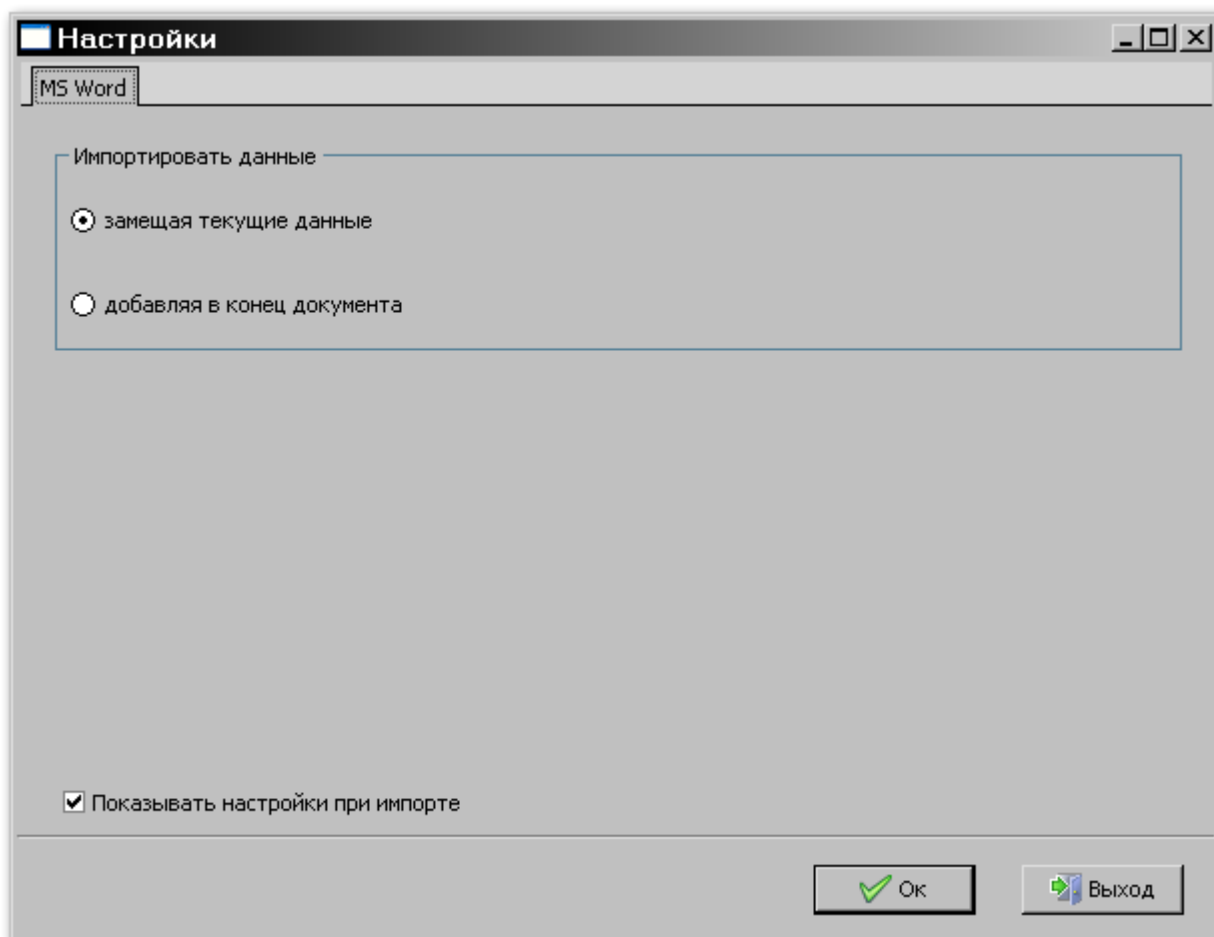 Настройки
MS Word
Импортировать данные
замещая текущие данные
добавляя в конец документа
Показывать настройки при импорте
Ок
Выход